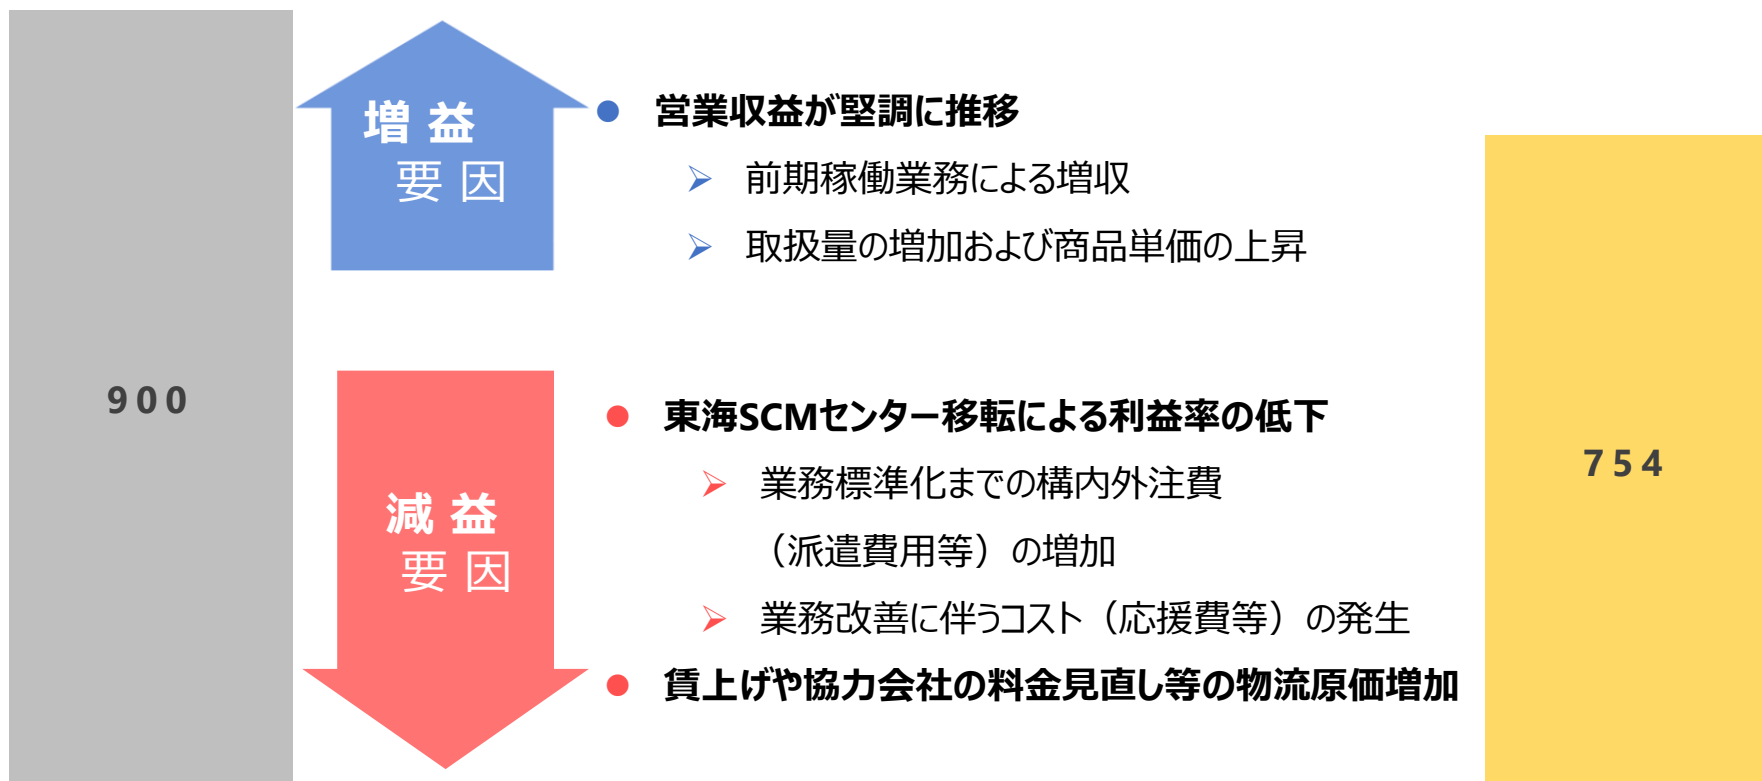 900
増益
要因
営業収益が堅調に推移
前期稼働業務による増収
取扱量の増加および商品単価の上昇
減益
要因
東海SCMセンター移転による利益率の低下
業務標準化までの構内外注費
（派遣費用等）の増加
業務改善に伴うコスト（応援費等）の発生
賃上げや協力会社の料金見直し等の物流原価増加
754